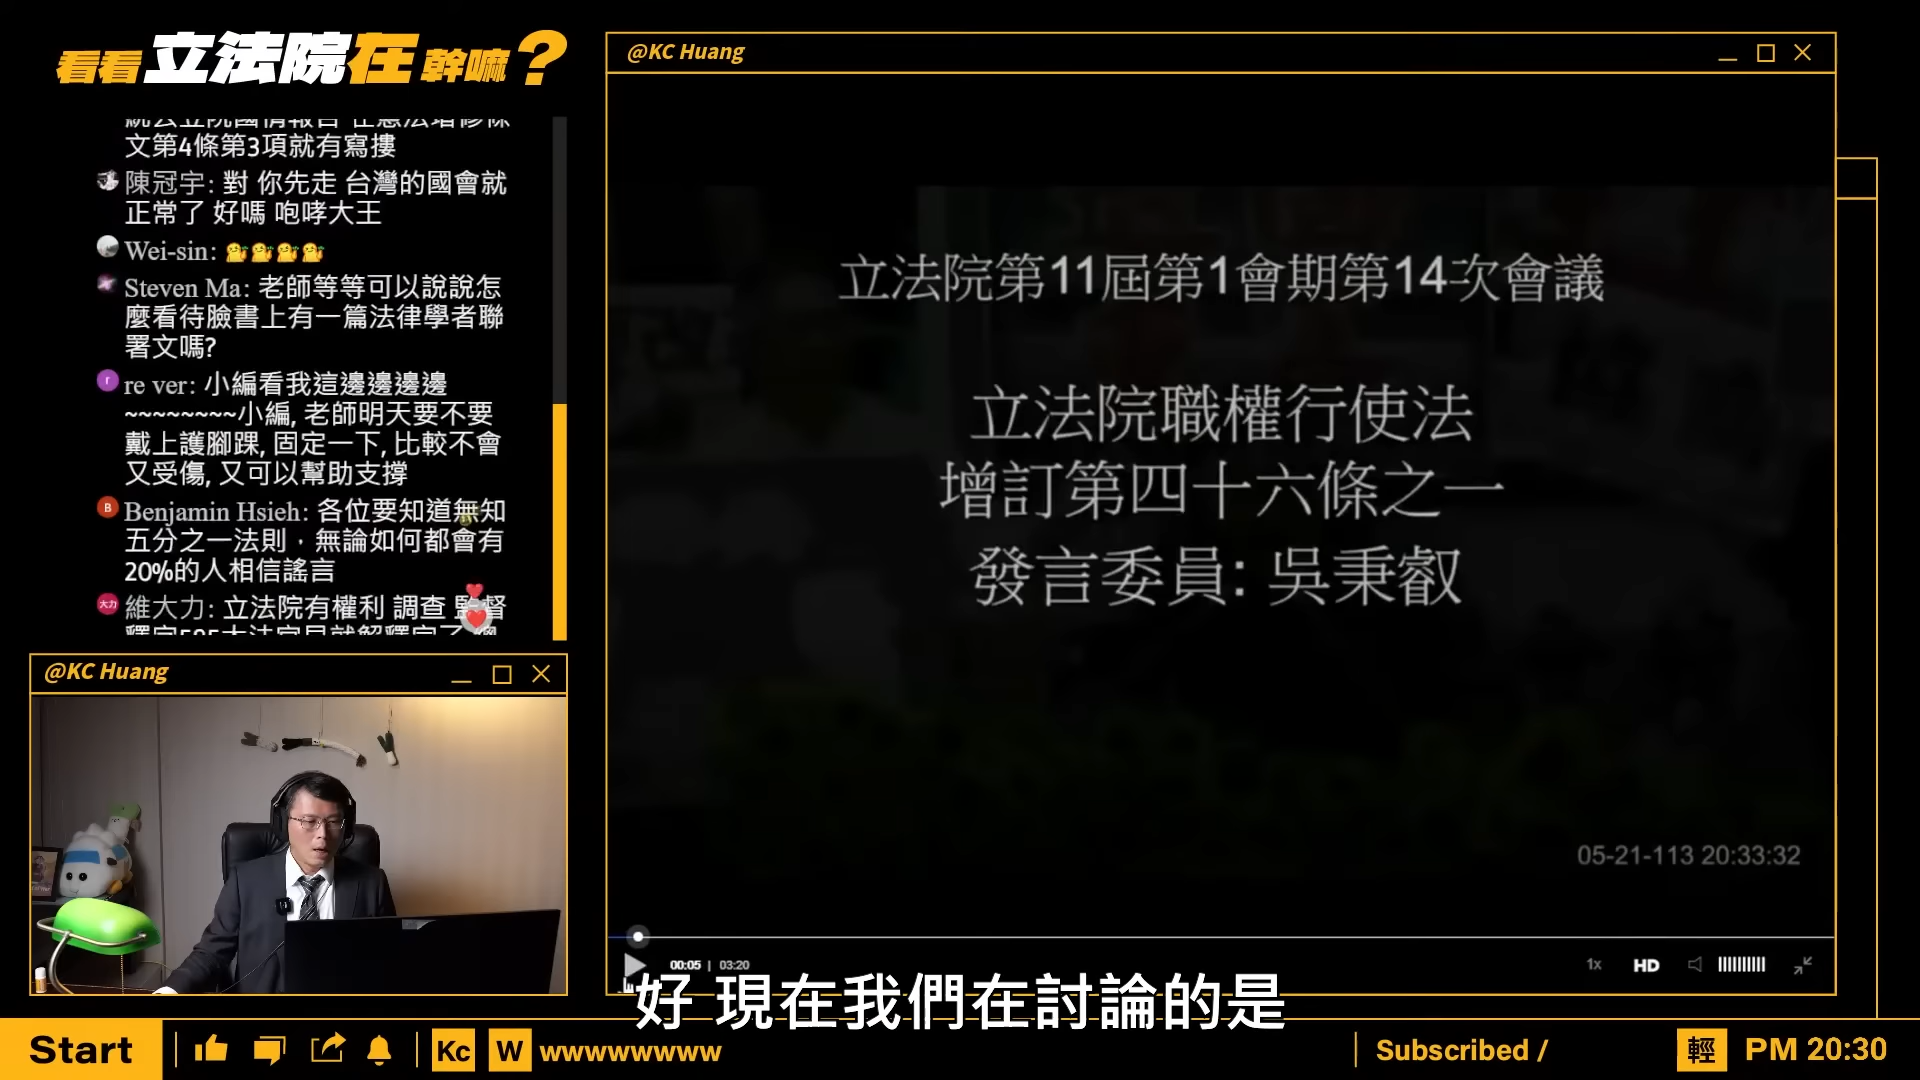 看看立法院在幹嘛?
文第4條第3項就有寫摟
陳冠宇: 對 你先走 台灣的國會就
正常了 好嗎 咆哮大王
Wei-sin:
Steven Ma: 老師等等可以說說怎
麼看待臉書上有一篇法律學者聯
署文嗎?
re ver: 小編看我這邊邊邊邊
~~~~~~~~小編, 老師明天要不要
戴上護腳踝, 固定一下, 比較不會
又受傷, 又可以幫助支撐
Benjamin Hsieh: 各位要知道無知
五分之一法則，無論如何都會有
20%的人相信謠言
維大力: 立法院有權利 調查 監督
@KC Huang
@KC Huang
立法院第11屆第1會期第14次會議
立法院職權行使法
增訂第四十六條之一
發言委員: 吳秉叡
05-21-113 20:33:32
00:05 | 03:20
1x HD
好 現在我們在討論的是
Start
Kc W wwwwwwww
Subscribed /
輕 PM 20:30